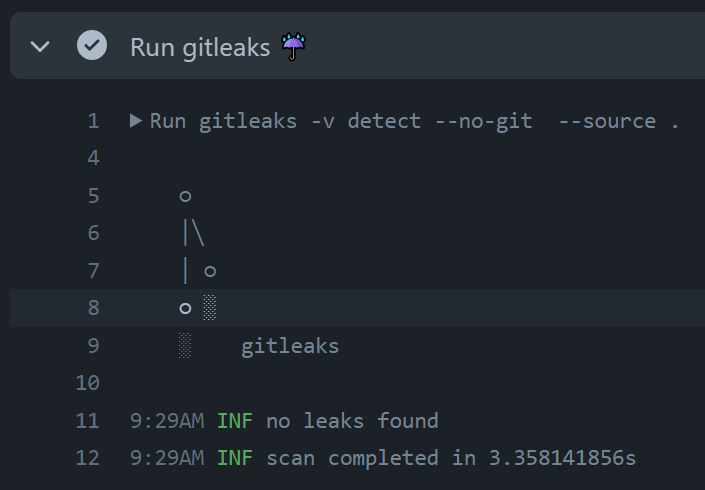 Run gitleaks ☔
1 ▶ Run gitleaks -v detect --no-git  --source .
4
5     ○
6     │╲
7     │ ○
8     ○ ░
9     ░    gitleaks
10
11 9:29AM INF no leaks found
12 9:29AM INF scan completed in 3.358141856s